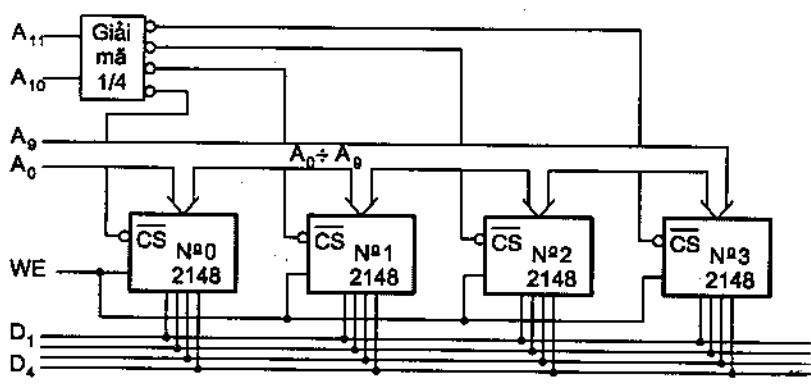 A₁₁
A₁₀
Giải
mã
1/4
A₉
A₀
A₀÷ A₉
CS
Nº0
2148
CS
Nº1
2148
CS
Nº2
2148
CS
Nº3
2148
WE
D₁
D₄